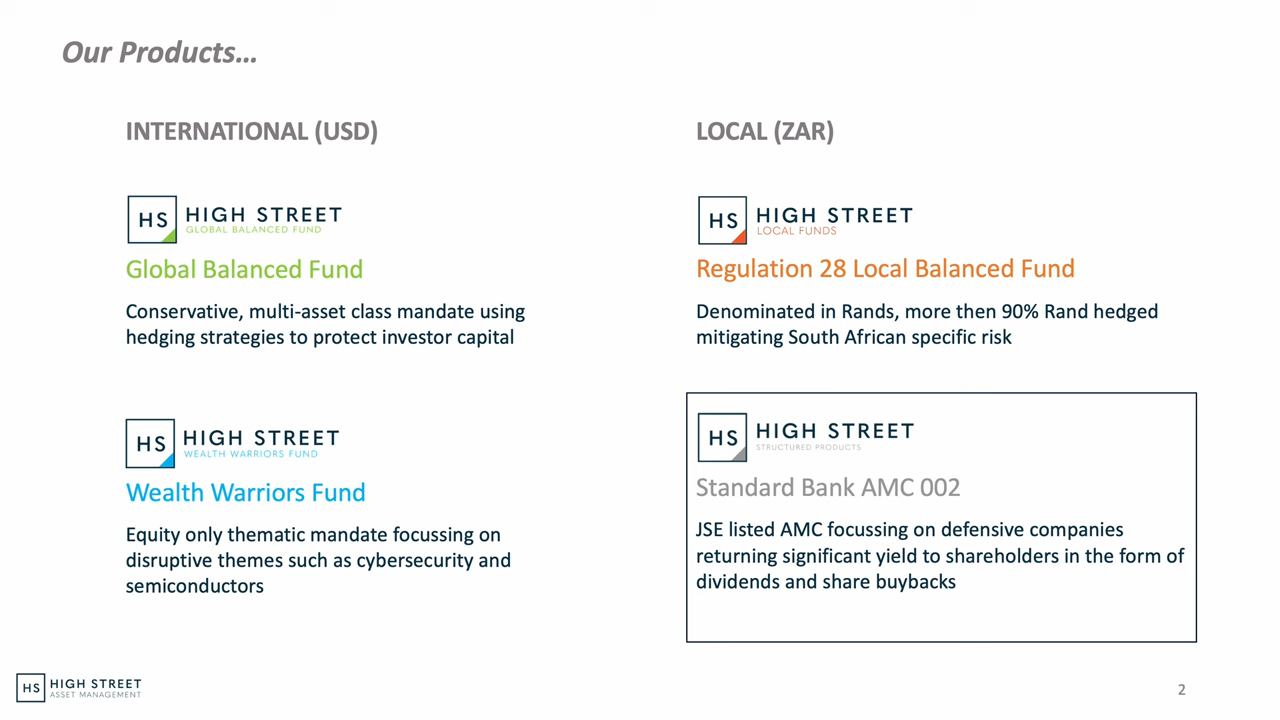 Our Products...
INTERNATIONAL (USD)
HS HIGH STREET
GLOBAL BALANCED FUND
Global Balanced Fund
Conservative, multi-asset class mandate using
hedging strategies to protect investor capital
HS HIGH STREET
WEALTH WARRIORS FUND
Wealth Warriors Fund
Equity only thematic mandate focussing on
disruptive themes such as cybersecurity and
semiconductors
LOCAL (ZAR)
HS HIGH STREET
LOCAL FUNDS
Regulation 28 Local Balanced Fund
Denominated in Rands, more then 90% Rand hedged
mitigating South African specific risk
HS HIGH STREET
STRUCTURED PRODUCTS
Standard Bank AMC 002
JSE listed AMC focussing on defensive companies
returning significant yield to shareholders in the form of
dividends and share buybacks
HS HIGH STREET
ASSET MANAGEMENT
2